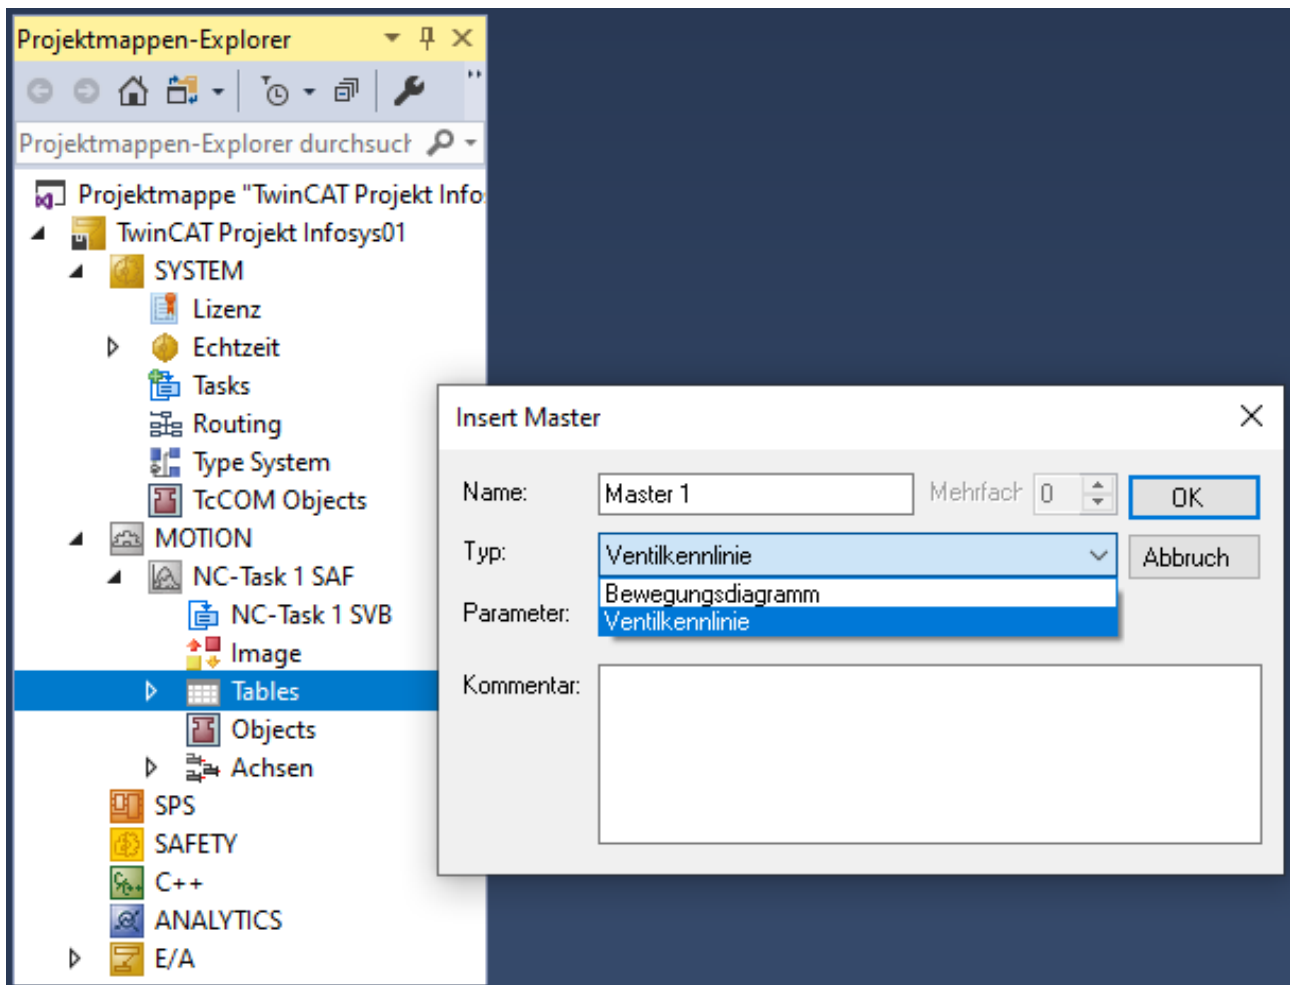 Projektmappen-Explorer
Projektmappen-Explorer durchsuch
Projektmappe "TwinCAT Projekt Info
TwinCAT Projekt Infosys01
SYSTEM
Lizenz
Echtzeit
Tasks
Routing
Type System
TcCOM Objects
MOTION
NC-Task 1 SAF
NC-Task 1 SVB
Image
Tables
Objects
Achsen
SPS
SAFETY
C++
ANALYTICS
E/A
Insert Master
Name: Master 1 Mehrfach 0 OK
Typ: Ventilkennlinie Abbruch
Bewegungsdiagramm
Parameter: Ventilkennlinie
Kommentar: